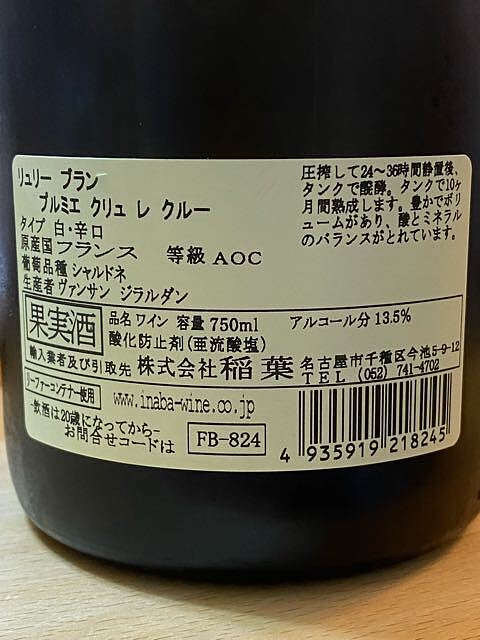 リュリー ブラン
プルミエ クリュ レ クルー
タイプ 白・辛口
原産国 フランス 等級 AOC
葡萄品種 シャルドネ
生産者 ヴァンサン ジラルダン
圧搾して24〜36時間静置後、
タンクで醗酵。タンクで10ヶ
月間熟成します。豊かでボリ
ュームがあり、酸とミネラル
のバランスがとれています。
果実酒
品名 ワイン 容量 750ml アルコール分 13.5%
酸化防止剤(亜流酸塩)
輸入業者及び引取先 株式会社 稲葉 名古屋市千種区今池5-9-12
TEL (052) 741-4702
リーファーコンテナー使用
www.inaba-wine.co.jp
-飲酒は20歳になってから-
お問合せコードは FB-824
4 935919 218245